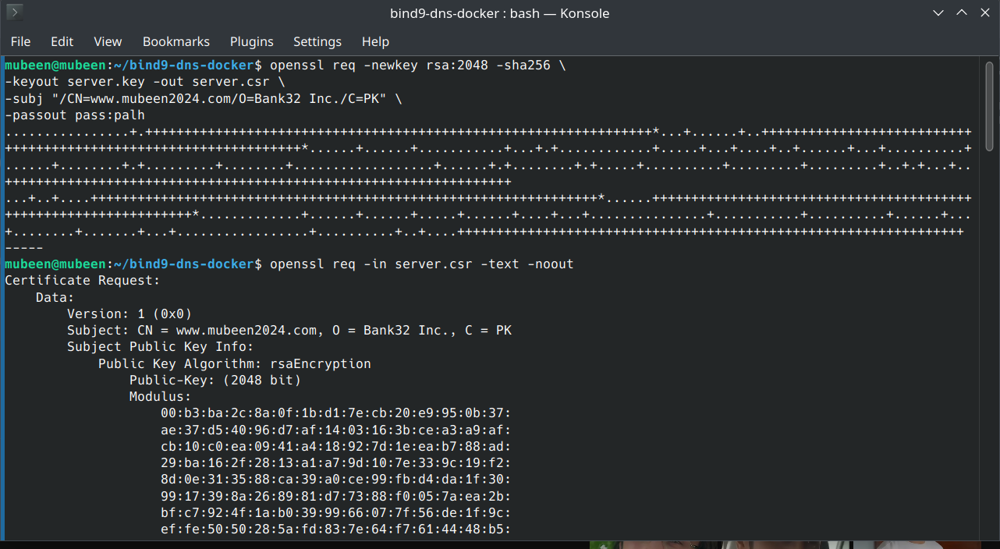 bind9-dns-docker : bash — Konsole
File Edit View Bookmarks Plugins Settings Help
mubeen@mubeen:~/bind9-dns-docker$ openssl req -newkey rsa:2048 -sha256 \
-keyout server.key -out server.csr \
-subj "/CN=www.mubeen2024.com/O=Bank32 Inc./C=PK" \
-passout pass:palh
................+.+++++++++++++++++++++++++++++++++++++++++++++++++++++++++++++++++*...+......+..+++++++++++++++++++++++++++
++++++++++++++++++++++++++++++++++++++*......+......+...........+...+.+............+.....+...+....+..+......+...+..........+
......+........+.+.........+........+...................+......+.+........+.+.....+..........+.........+.........+..+.+...+..
+++++++++++++++++++++++++++++++++++++++++++++++++++++++++++++++++
...+..+....+++++++++++++++++++++++++++++++++++++++++++++++++++++++++++++++++*......+++++++++++++++++++++++++++++++++++++++++
++++++++++++++++++++++++*.............+......+......+.....+......+....+...+...............+...........+..........+......+...
+........+.......+...+.................+..........+..+....+++++++++++++++++++++++++++++++++++++++++++++++++++++++++++++++++
-----
mubeen@mubeen:~/bind9-dns-docker$ openssl req -in server.csr -text -noout
Certificate Request:
Data:
Version: 1 (0x0)
Subject: CN = www.mubeen2024.com, O = Bank32 Inc., C = PK
Subject Public Key Info:
Public Key Algorithm: rsaEncryption
Public-Key: (2048 bit)
Modulus:
00:b3:ba:2c:8a:0f:1b:d1:7e:cb:20:e9:95:0b:37:
ae:37:d5:40:96:d7:af:14:03:16:3b:ce:a3:a9:af:
cb:10:c0:ea:09:41:a4:18:92:7d:1e:ea:b7:88:ad:
29:ba:16:2f:28:13:a1:a7:9d:10:7e:33:9c:19:f2:
8d:0e:31:35:88:ca:39:a0:ce:99:fb:d4:da:1f:30:
99:17:39:8a:26:89:81:d7:73:88:f0:05:7a:ea:2b:
bf:c7:92:4f:1a:b0:39:99:66:07:7f:56:de:1f:9c:
ef:fe:50:50:28:5a:fd:83:7e:64:f7:61:44:48:b5: